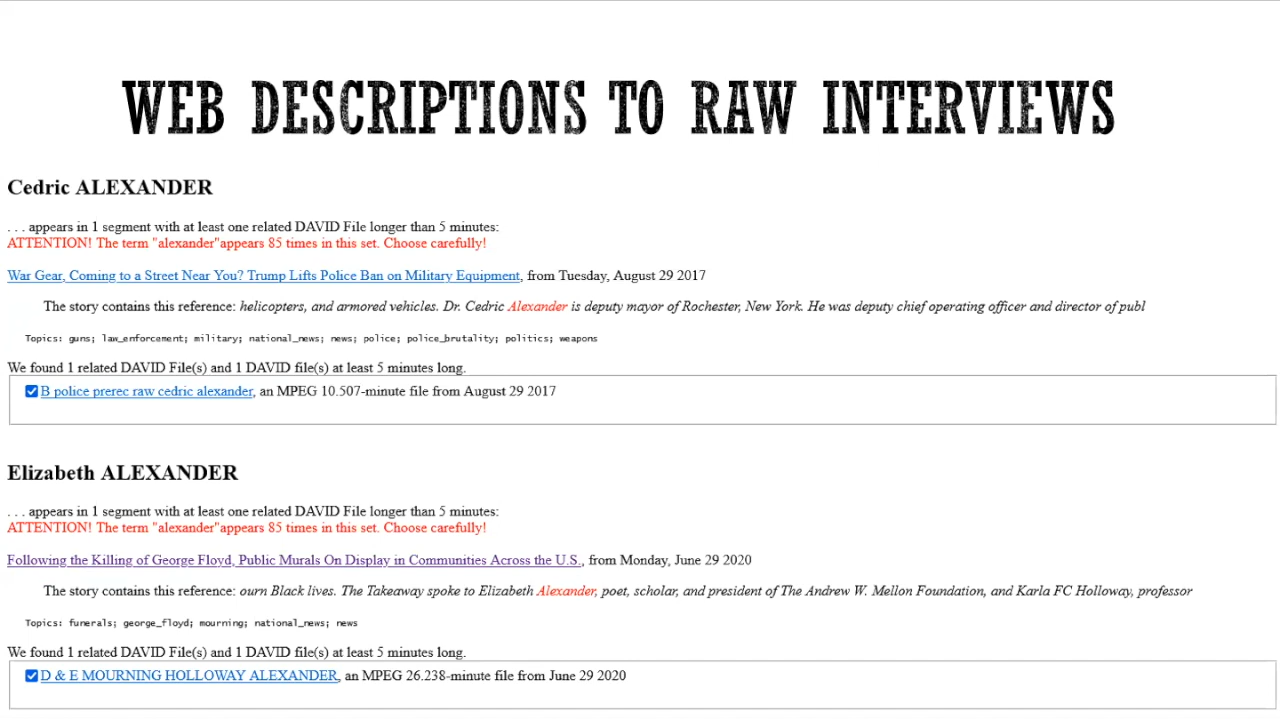 WEB DESCRIPTIONS TO RAW INTERVIEWS
Cedric ALEXANDER
. . . appears in 1 segment with at least one related DAVID File longer than 5 minutes:
ATTENTION! The term "alexander"appears 85 times in this set. Choose carefully!
War Gear, Coming to a Street Near You? Trump Lifts Police Ban on Military Equipment, from Tuesday, August 29 2017
The story contains this reference: helicopters, and armored vehicles. Dr. Cedric Alexander is deputy mayor of Rochester, New York. He was deputy chief operating officer and director of publ
Topics: guns; law_enforcement; military; national_news; news; police; police_brutality; politics; weapons
We found 1 related DAVID File(s) and 1 DAVID file(s) at least 5 minutes long.
B police prerec raw cedric alexander, an MPEG 10.507-minute file from August 29 2017
Elizabeth ALEXANDER
. . . appears in 1 segment with at least one related DAVID File longer than 5 minutes:
ATTENTION! The term "alexander"appears 85 times in this set. Choose carefully!
Following the Killing of George Floyd, Public Murals On Display in Communities Across the U.S., from Monday, June 29 2020
The story contains this reference: ourn Black lives. The Takeaway spoke to Elizabeth Alexander, poet, scholar, and president of The Andrew W. Mellon Foundation, and Karla FC Holloway, professor
Topics: funerals; george_floyd; mourning; national_news; news
We found 1 related DAVID File(s) and 1 DAVID file(s) at least 5 minutes long.
D & E MOURNING HOLLOWAY ALEXANDER, an MPEG 26.238-minute file from June 29 2020